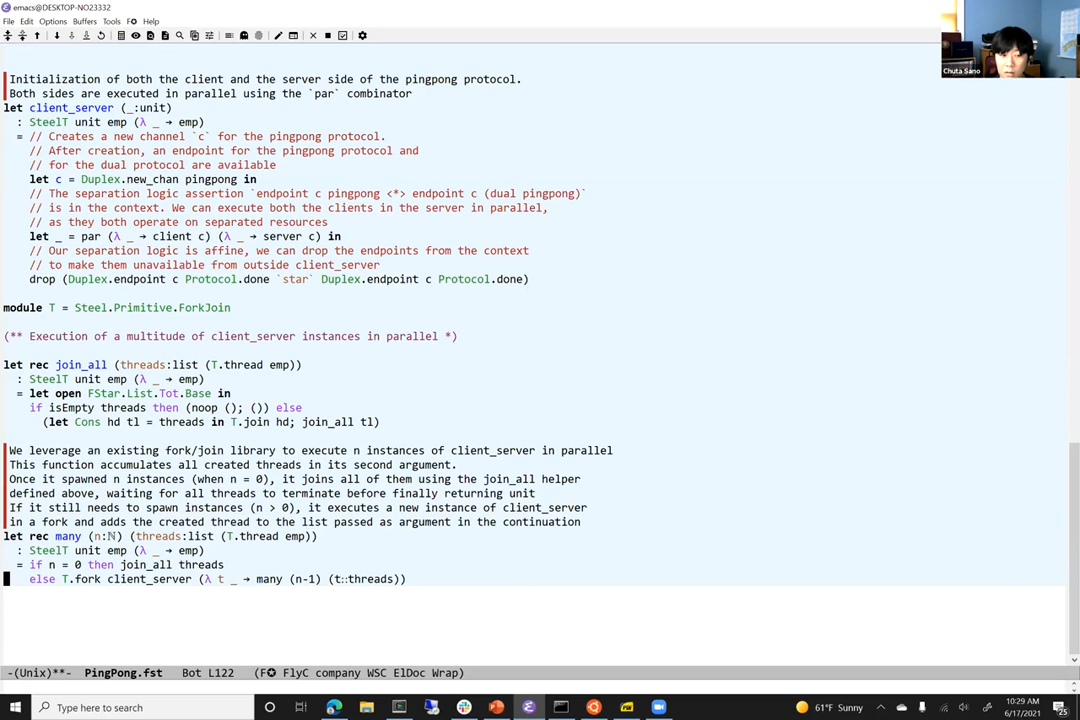 emacs@DESKTOP-NO23332
File Edit Options Buffers Tools F✪ Help
Chuta Sano
Initialization of both the client and the server side of the pingpong protocol.
Both sides are executed in parallel using the `par` combinator
let client_server (_:unit)
  : SteelT unit emp (λ _ → emp)
  = // Creates a new channel `c` for the pingpong protocol.
    // After creation, an endpoint for the pingpong protocol and
    // for the dual protocol are available
    let c = Duplex.new_chan pingpong in
    // The separation logic assertion `endpoint c pingpong <*> endpoint c (dual pingpong)`
    // is in the context. We can execute both the clients in the server in parallel,
    // as they both operate on separated resources
    let _ = par (λ _ → client c) (λ _ → server c) in
    // Our separation logic is affine, we can drop the endpoints from the context
    // to make them unavailable from outside client_server
    drop (Duplex.endpoint c Protocol.done `star` Duplex.endpoint c Protocol.done)
module T = Steel.Primitive.ForkJoin
(** Execution of a multitude of client_server instances in parallel *)
let rec join_all (threads:list (T.thread emp))
  : SteelT unit emp (λ _ → emp)
  = let open FStar.List.Tot.Base in
    if isEmpty threads then (noop (); ()) else
      (let Cons hd tl = threads in T.join hd; join_all tl)
We leverage an existing fork/join library to execute n instances of client_server in parallel
This function accumulates all created threads in its second argument.
Once it spawned n instances (when n = 0), it joins all of them using the join_all helper
defined above, waiting for all threads to terminate before finally returning unit
If it still needs to spawn instances (n > 0), it executes a new instance of client_server
in a fork and adds the created thread to the list passed as argument in the continuation
let rec many (n:ℕ) (threads:list (T.thread emp))
  : SteelT unit emp (λ _ → emp)
  = if n = 0 then join_all threads
    else T.fork client_server (λ t _ → many (n-1) (t::threads))
-(Unix)**-  PingPong.fst   Bot L122   (F✪ FlyC company WSC ElDoc Wrap)
Type here to search
61°F Sunny
10:29 AM
6/17/2021
25